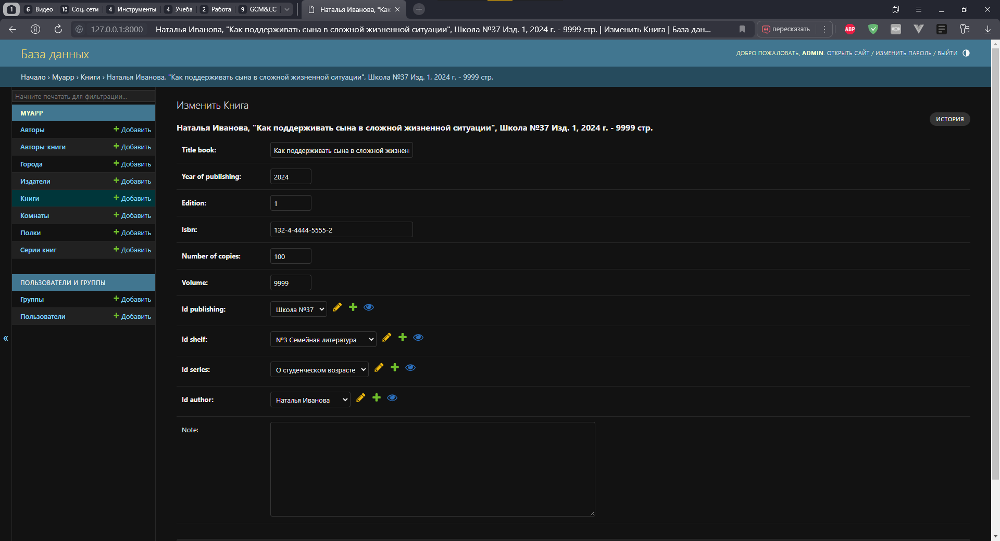 1 6 Видео 10 Соц. сети 4 Инструменты 4 Учеба 2 Работа 9 GCM&CC Наталья Иванова, "Как
Я 127.0.0.1:8000 Наталья Иванова, "Как поддерживать сына в сложной жизненной ситуации", Школа №37 Изд. 1, 2024 г. - 9999 стр. | Изменить Книга | База дан... пересказать ABP
База данных
ДОБРО ПОЖАЛОВАТЬ, ADMIN. ОТКРЫТЬ САЙТ / ИЗМЕНИТЬ ПАРОЛЬ / ВЫЙТИ
Начало › Myapp › Книги › Наталья Иванова, "Как поддерживать сына в сложной жизненной ситуации", Школа №37 Изд. 1, 2024 г. - 9999 стр.
Начните печатать для фильтрации...
MYAPP
Авторы Добавить
Авторы-книги Добавить
Города Добавить
Издатели Добавить
Книги Добавить
Комнаты Добавить
Полки Добавить
Серии книг Добавить
ПОЛЬЗОВАТЕЛИ И ГРУППЫ
Группы Добавить
Пользователи Добавить
«
Изменить Книга
ИСТОРИЯ
Наталья Иванова, "Как поддерживать сына в сложной жизненной ситуации", Школа №37 Изд. 1, 2024 г. - 9999 стр.
Title book: Как поддерживать сына в сложной жизнен
Year of publishing: 2024
Edition: 1
Isbn: 132-4-4444-5555-2
Number of copies: 100
Volume: 9999
Id publishing: Школа №37
Id shelf: №3 Семейная литература
Id series: О студенческом возрасте
Id author: Наталья Иванова
Note: